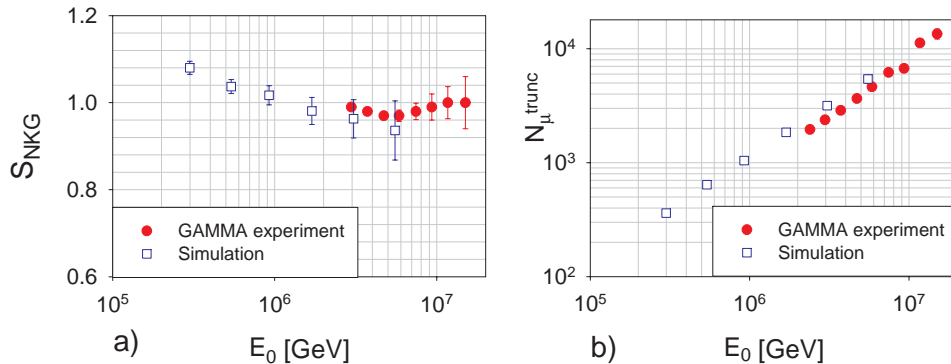 S_NKG
1.2
1.0
0.8
0.6
GAMMA experiment
Simulation
10^5
10^6
10^7
a)
E_0 [GeV]
N_μ^trunc
10^4
10^3
10^2
GAMMA experiment
Simulation
10^5
10^6
10^7
b)
E_0 [GeV]